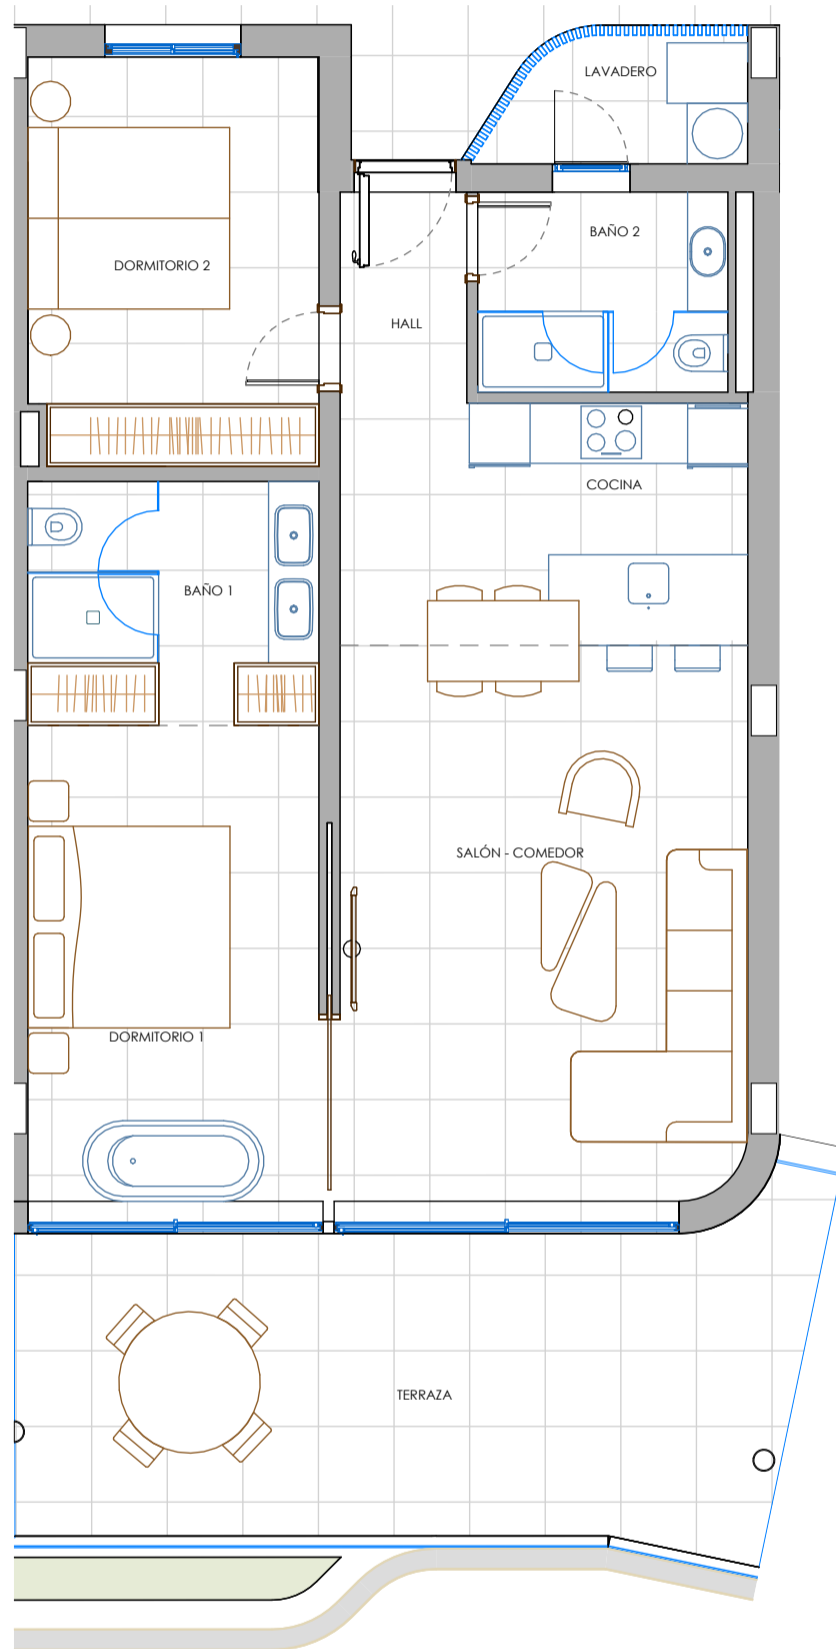 LAVADERO
BAÑO 2
DORMITORIO 2
HALL
COCINA
BAÑO 1
SALÓN - COMEDOR
DORMITORIO 1
TERRAZA